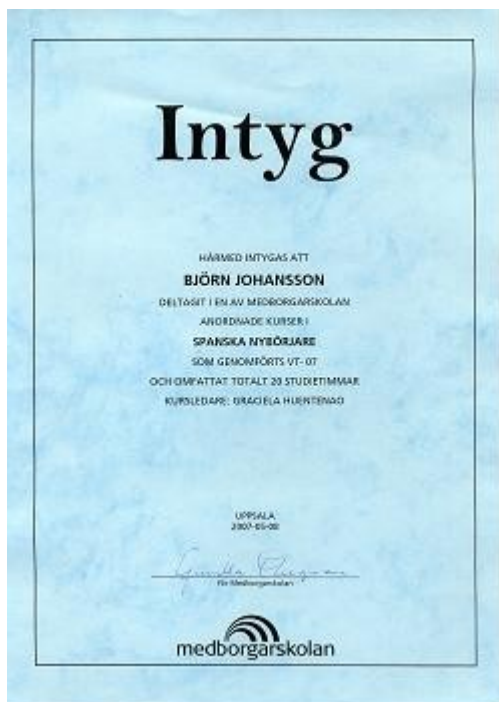 Intyg
HÄRMED INTYGAS ATT
BJÖRN JOHANSSON
DELTAGIT I EN AV MEDBORGARSKOLAN
ANORDNADE KURSER I
SPANSKA NYBÖRJARE
SOM GENOMFÖRTS VT- 07
OCH OMFATTAT TOTALT 20 STUDIETIMMAR
KURSLEDARE: GRACIELA HUENTENAO
UPPSALA
2007-05-08
För Medborgarskolan
medborgarskolan